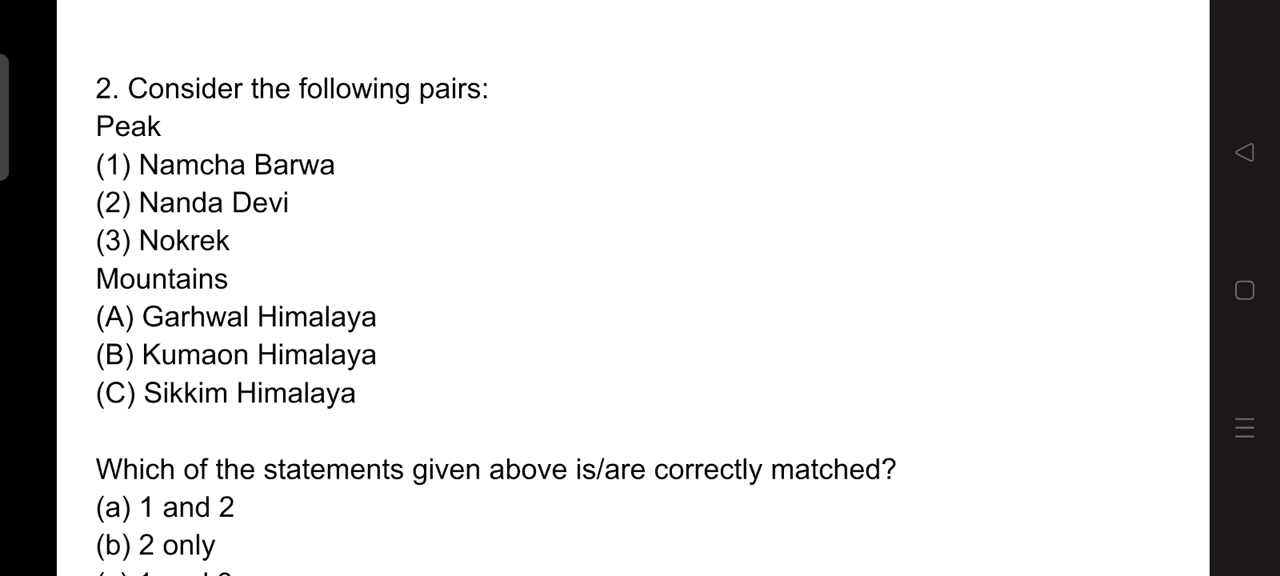 2. Consider the following pairs:
Peak
(1) Namcha Barwa
(2) Nanda Devi
(3) Nokrek
Mountains
(A) Garhwal Himalaya
(B) Kumaon Himalaya
(C) Sikkim Himalaya
Which of the statements given above is/are correctly matched?
(a) 1 and 2
(b) 2 only